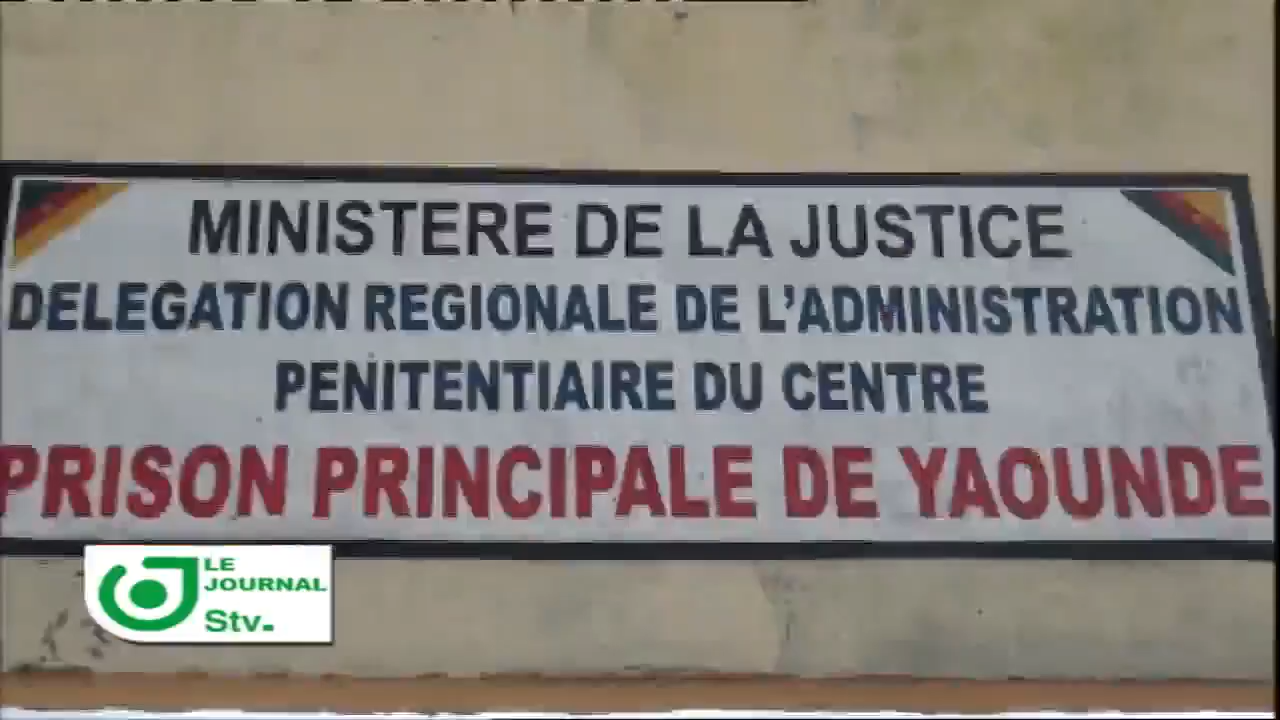 MINISTERE DE LA JUSTICE
DELEGATION REGIONALE DE L'ADMINISTRATION
PENITENTIAIRE DU CENTRE
PRISON PRINCIPALE DE YAOUNDE
LE
JOURNAL
Stv.